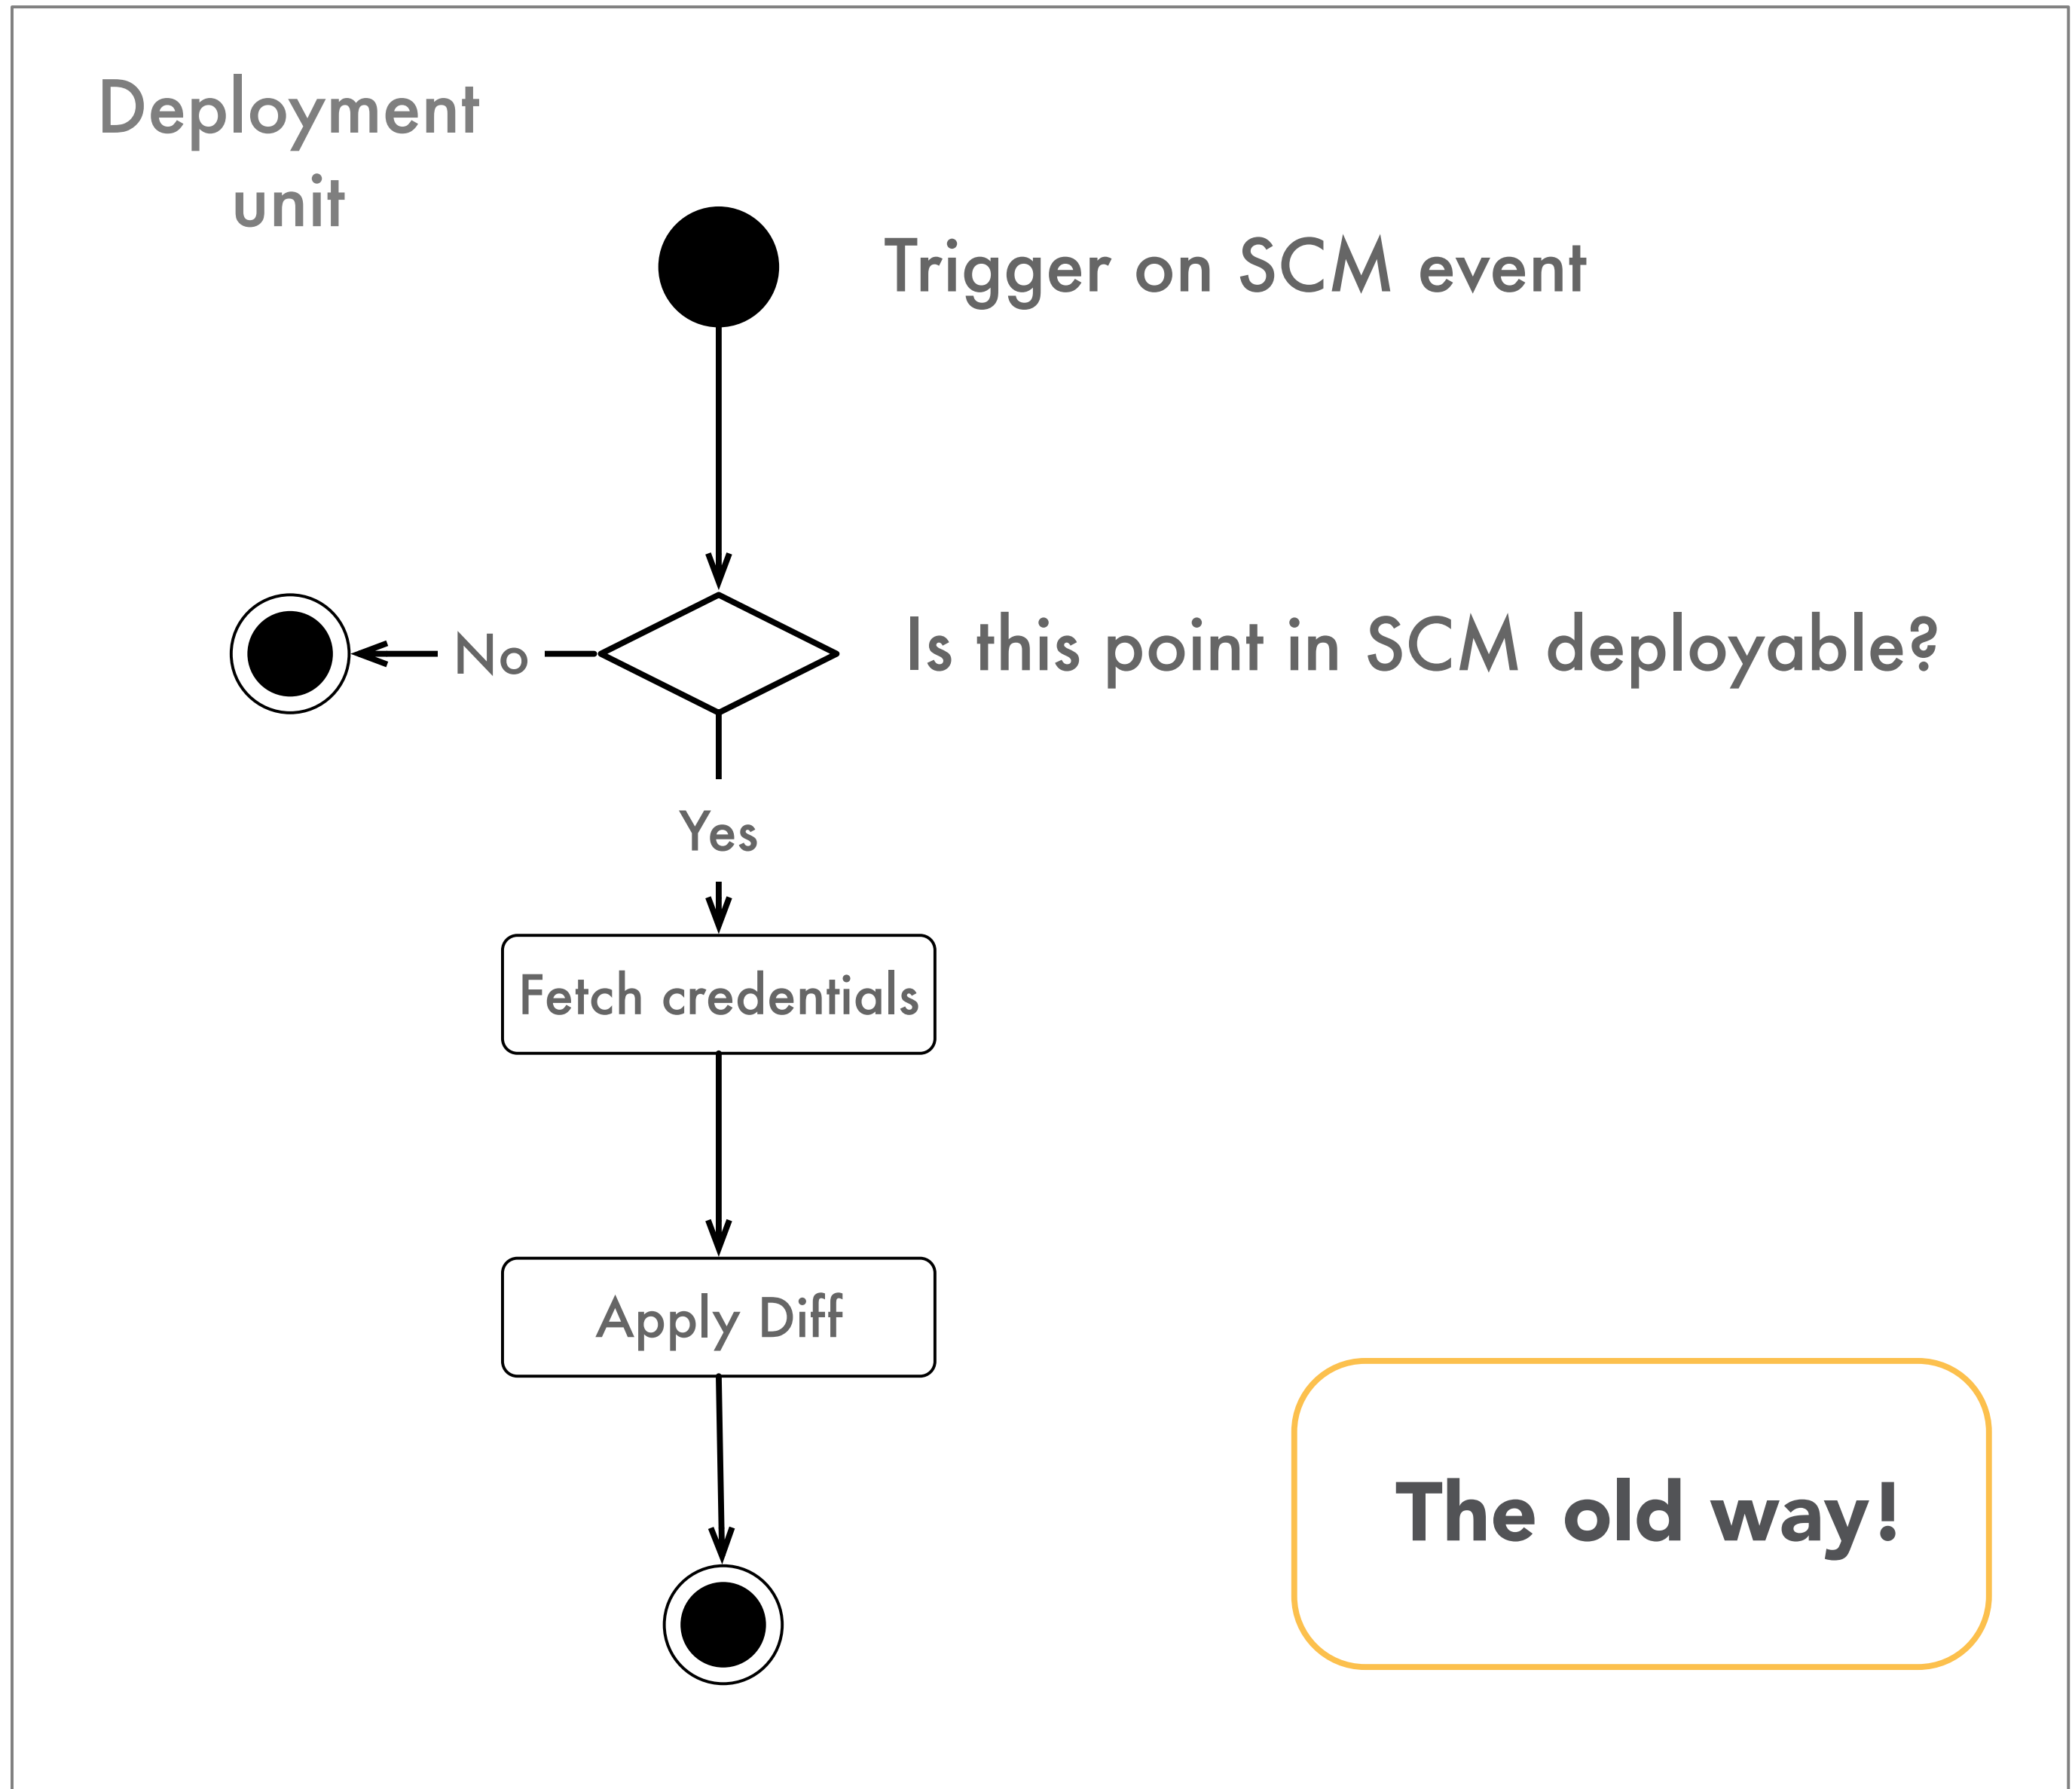 Deployment
unit
Trigger on SCM event
Is this point in SCM deployable?
No
Yes
Fetch credentials
Apply Diff
The old way!